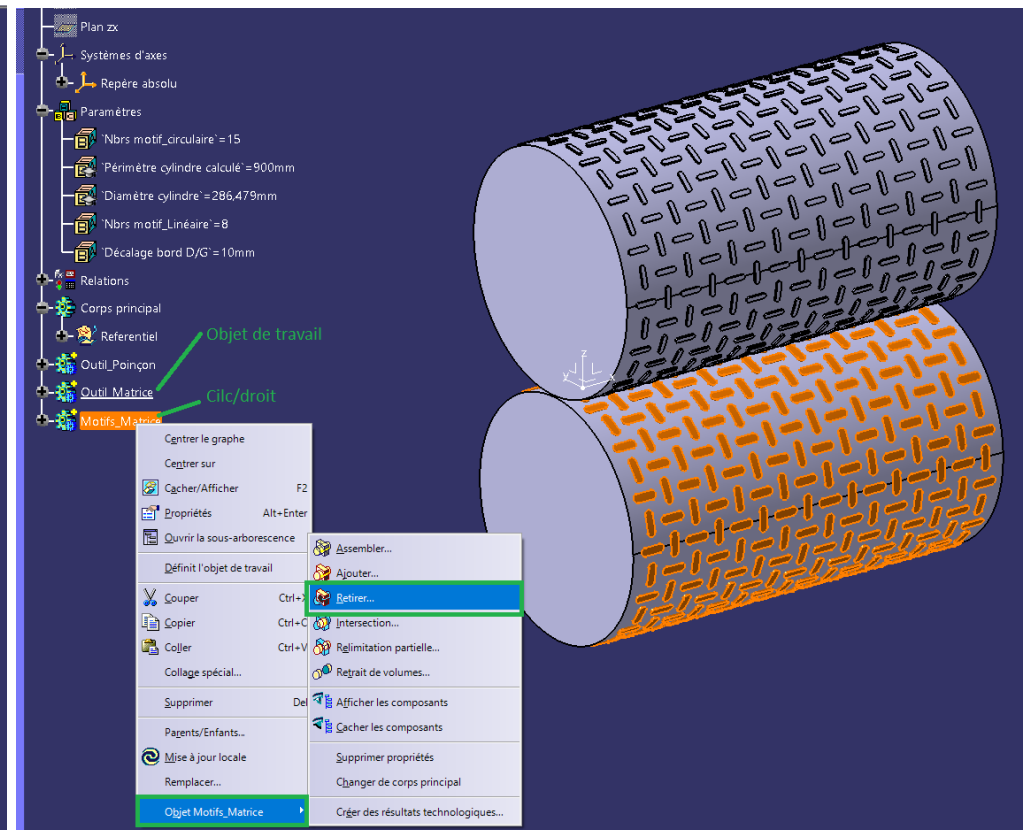 Plan zx
Systèmes d'axes
Repère absolu
Paramètres
`Nbrs motif_circulaire`=15
`Périmètre cylindre calculé`=900mm
`Diamètre cylindre`=286,479mm
`Nbrs motif_Linéaire`=8
`Décalage bord D/G`=10mm
Relations
Corps principal
Referentiel
Objet de travail
Outil_Poinçon
Outil_Matrice
Cilc/droit
Motifs_Matrice
Centrer le graphe
Centrer sur
Cacher/Afficher F2
Propriétés Alt+Enter
Ouvrir la sous-arborescence
Définit l'objet de travail
Couper Ctrl+X
Copier Ctrl+C
Coller Ctrl+V
Collage spécial...
Supprimer Del
Parents/Enfants...
Mise à jour locale
Remplacer...
Objet Motifs_Matrice
Assembler...
Ajouter...
Retirer...
Intersection...
Relimitation partielle...
Retrait de volumes...
Afficher les composants
Cacher les composants
Supprimer propriétés
Changer de corps principal
Créer des résultats technologiques...
z
x
y